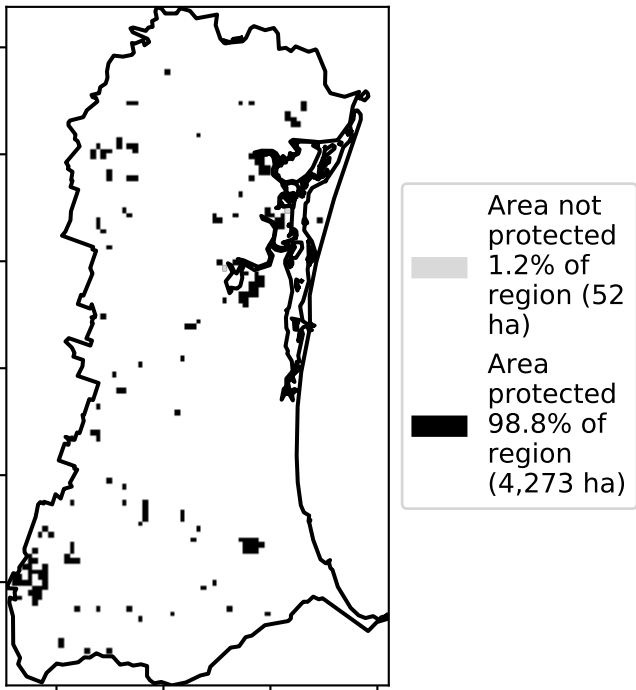 Area not
protected
1.2% of
region (52
ha)
Area
protected
98.8% of
region
(4,273 ha)